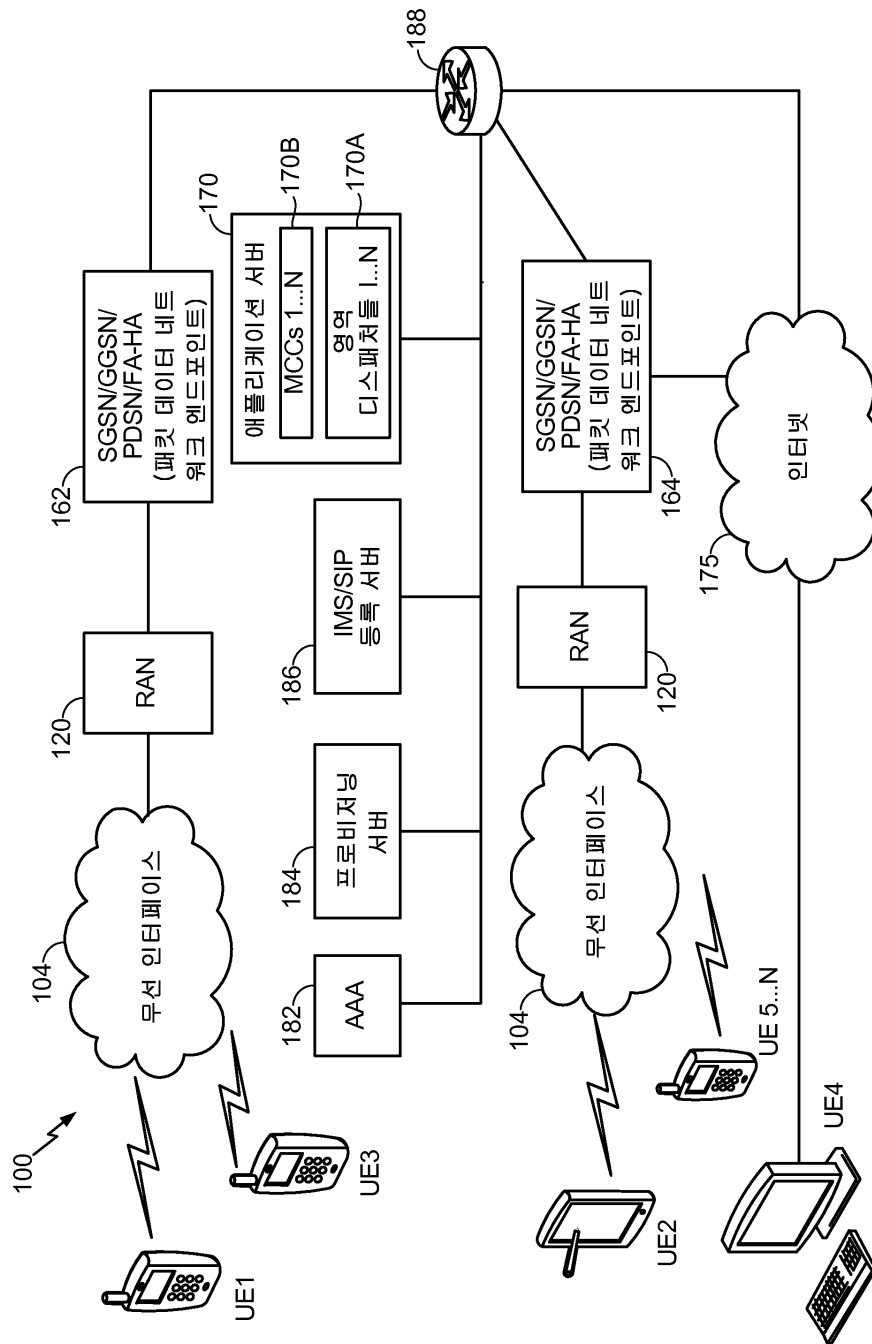 100
UE1
UE3
104
무선 인터페이스
120
RAN
162
SGSN/GGSN/
PDSN/FA-HA
(패킷 데이터 네트
워크 엔드포인트)
182
AAA
184
프로비저닝
서버
186
IMS/SIP
등록 서버
170
애플리케이션 서버
170B
MCCs 1...N
170A
영역
디스패처들 I...N
188
UE2
UE 5...N
104
무선 인터페이스
RAN
120
SGSN/GGSN/
PDSN/FA-HA
(패킷 데이터 네트
워크 엔드포인트)
164
UE4
175
인터넷